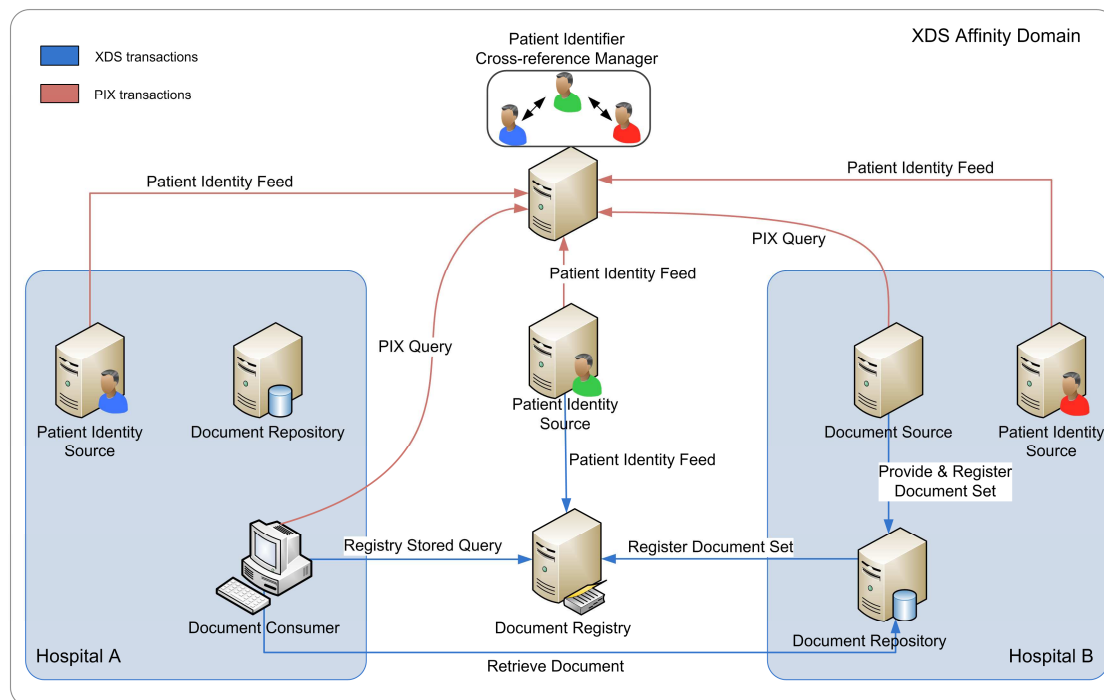 XDS Affinity Domain
XDS transactions
PIX transactions
Patient Identifier
Cross-reference Manager
Patient Identity Feed
Patient Identity Feed
PIX Query
Patient Identity Feed
PIX Query
Patient Identity
Source
Document Repository
Patient Identity
Source
Document Source
Patient Identity
Source
Patient Identity Feed
Provide & Register
Document Set
Registry Stored Query
Register Document Set
Document Consumer
Document Registry
Document Repository
Hospital A
Retrieve Document
Hospital B